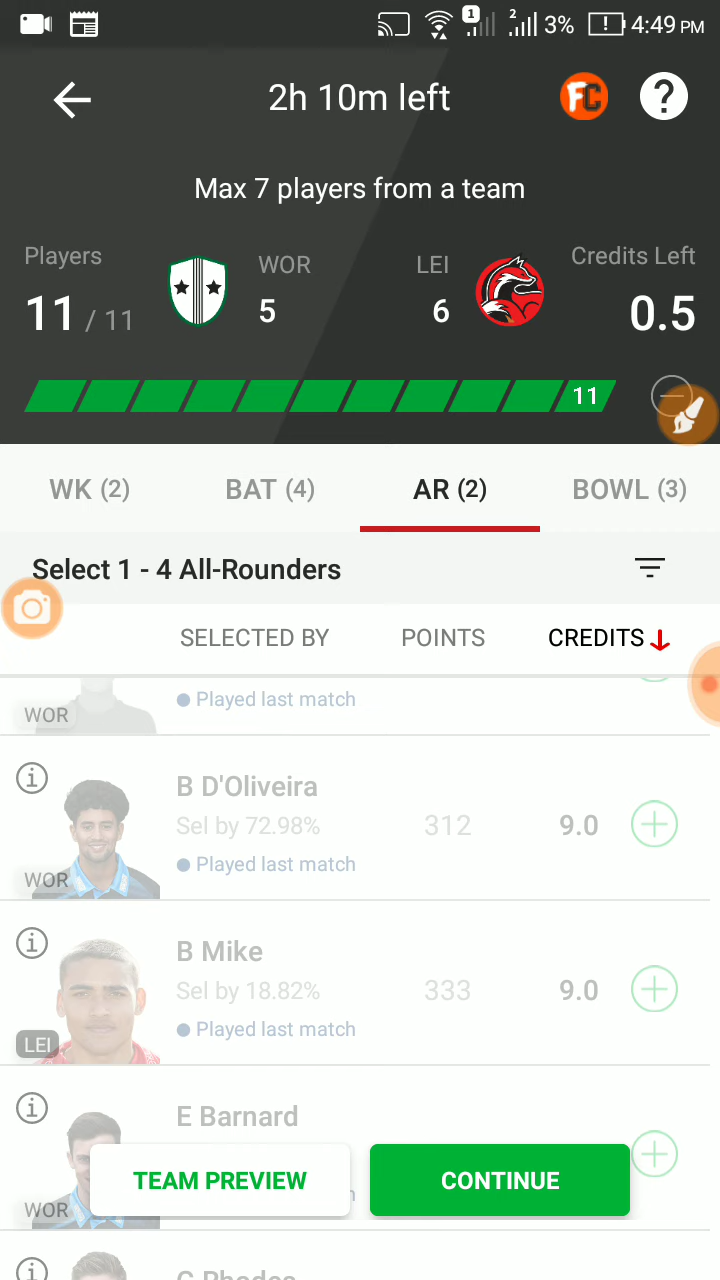 1 2 3% 4:49 PM
2h 10m left FC ?
Max 7 players from a team
Players WOR LEI Credits Left
11 / 11 5 6 0.5
11
WK (2) BAT (4) AR (2) BOWL (3)
Select 1 - 4 All-Rounders
SELECTED BY POINTS CREDITS
WOR Played last match
B D'Oliveira
Sel by 72.98% 312 9.0
Played last match
WOR
B Mike
Sel by 18.82% 333 9.0
Played last match
LEI
E Barnard
TEAM PREVIEW CONTINUE
WOR